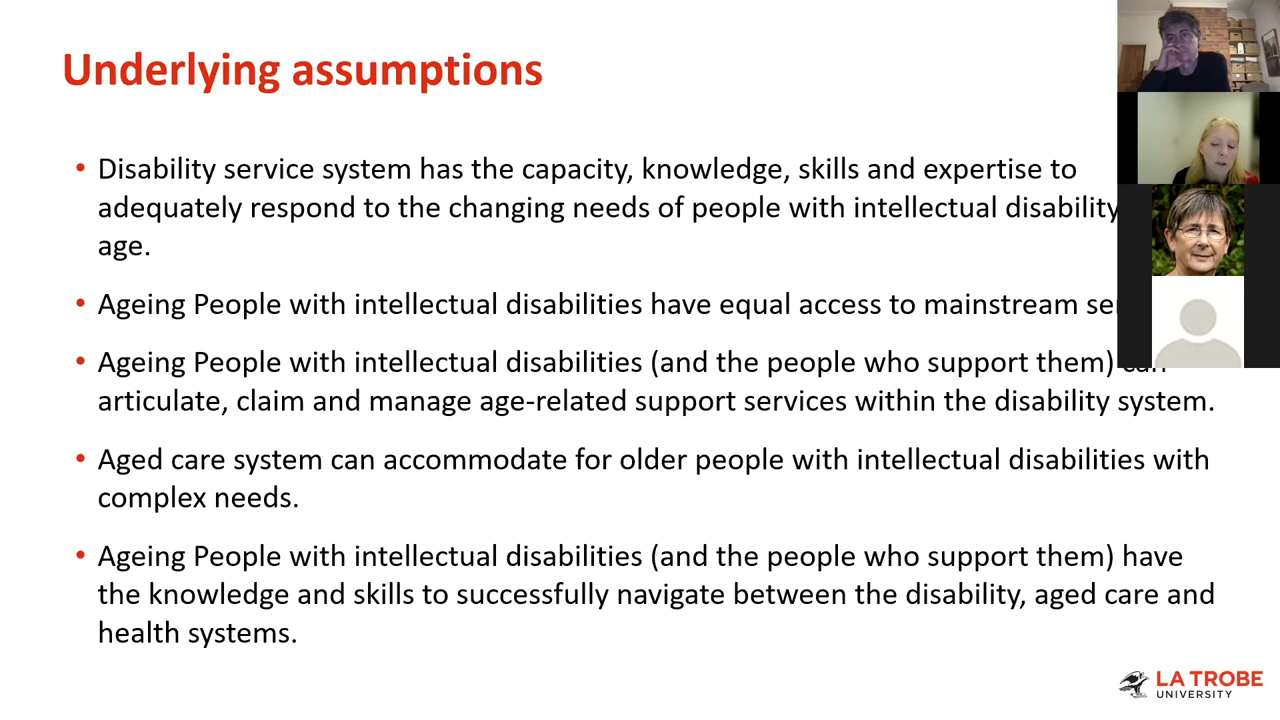 Underlying assumptions
• Disability service system has the capacity, knowledge, skills and expertise to
adequately respond to the changing needs of people with intellectual disability
age.
• Ageing People with intellectual disabilities have equal access to mainstream
• Ageing People with intellectual disabilities (and the people who support them) can
articulate, claim and manage age-related support services within the disability system.
• Aged care system can accommodate for older people with intellectual disabilities with
complex needs.
• Ageing People with intellectual disabilities (and the people who support them) have
the knowledge and skills to successfully navigate between the disability, aged care and
health systems.
LA TROBE
UNIVERSITY